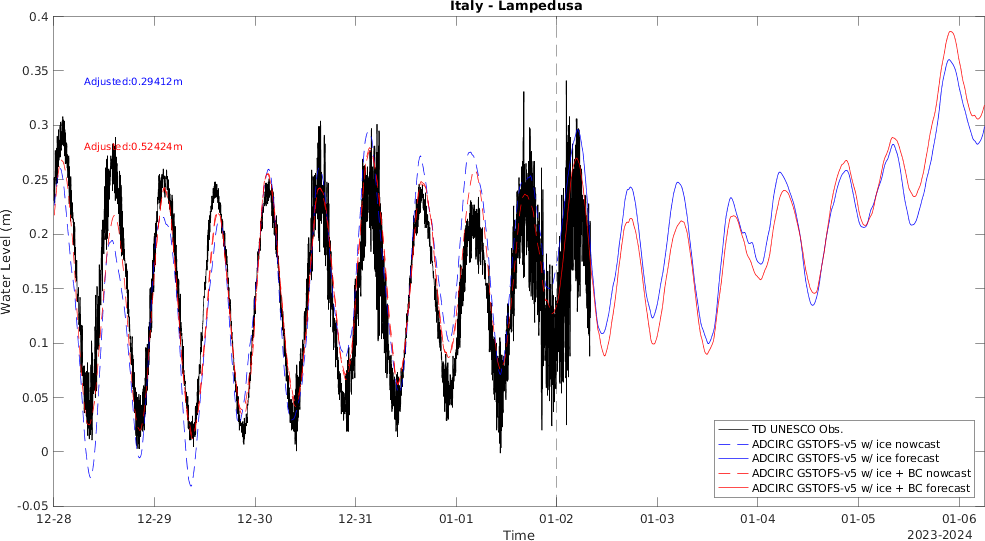 Italy - Lampedusa
0.4
0.35
0.3
0.25
0.2
0.15
0.1
0.05
0
-0.05
Water Level (m)
Adjusted:0.29412m
Adjusted:0.52424m
TD UNESCO Obs.
ADCIRC GSTOFS-v5 w/ ice nowcast
ADCIRC GSTOFS-v5 w/ ice forecast
ADCIRC GSTOFS-v5 w/ ice + BC nowcast
ADCIRC GSTOFS-v5 w/ ice + BC forecast
12-28 12-29 12-30 12-31 01-01 01-02 01-03 01-04 01-05 01-06
Time
2023-2024